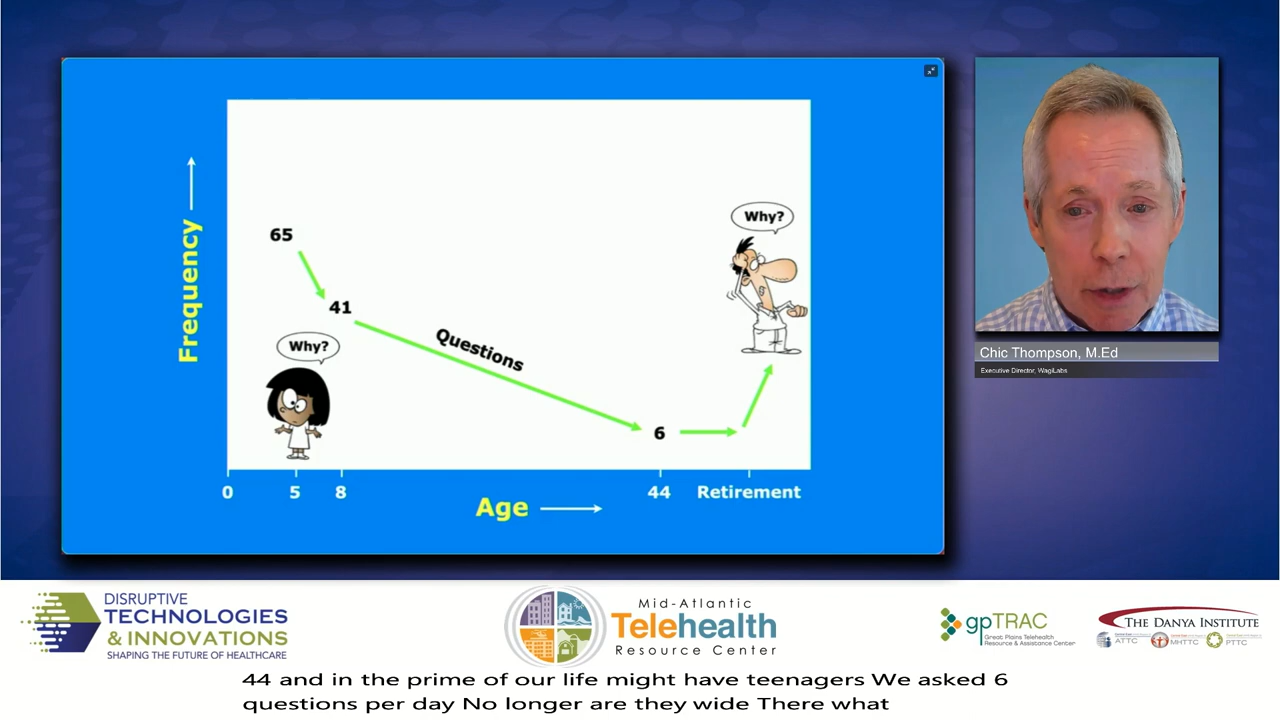 Frequency
65
41
Why?
Questions
6
Why?
0
5
8
44
Retirement
Age
Chic Thompson, M.Ed
Executive Director, WagiLabs
DISRUPTIVE
TECHNOLOGIES
& INNOVATIONS
SHAPING THE FUTURE OF HEALTHCARE
Mid-Atlantic
Telehealth
Resource Center
gpTRAC
Great Plains Telehealth
Resource & Assistance Center
THE DANYA INSTITUTE
ATTC
MHTTC
PTTC
44 and in the prime of our life might have teenagers We asked 6
questions per day No longer are they wide There what